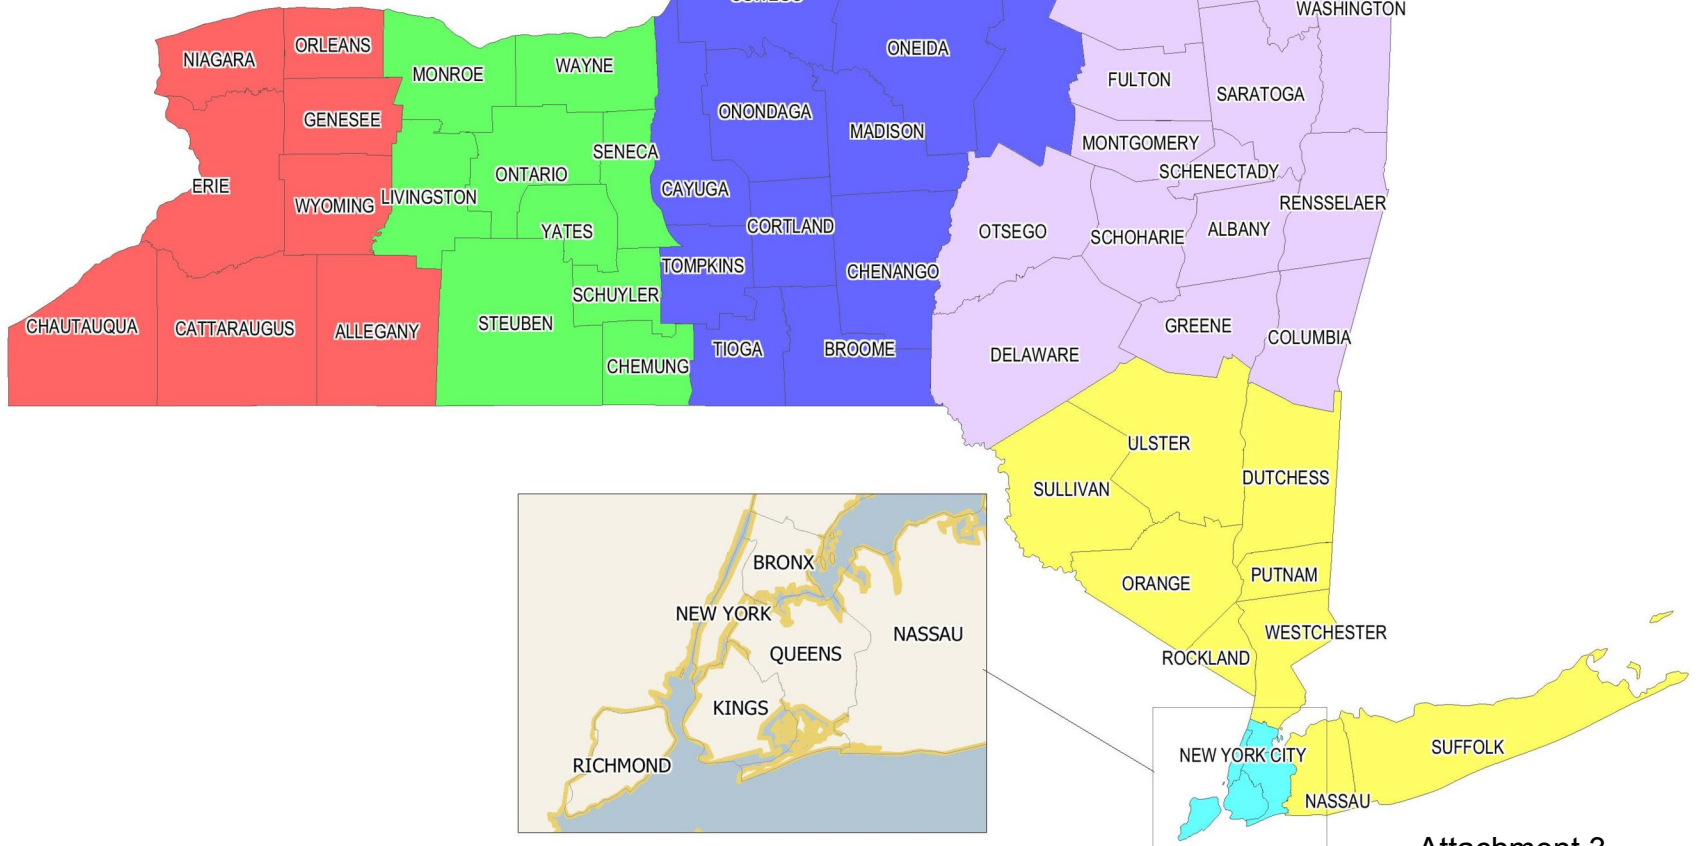 WASHINGTON
ORLEANS
ONEIDA
NIAGARA
WAYNE
MONROE
FULTON
SARATOGA
ONONDAGA
GENESEE
MADISON
MONTGOMERY
SENECA
SCHENECTADY
ONTARIO
ERIE
CAYUGA
LIVINGSTON
WYOMING
RENSSELAER
CORTLAND
YATES
OTSEGO
SCHOHARIE
ALBANY
TOMPKINS
CHENANGO
SCHUYLER
CHAUTAUQUA
CATTARAUGUS
ALLEGANY
STEUBEN
GREENE
COLUMBIA
TIOGA
BROOME
DELAWARE
CHEMUNG
ULSTER
DUTCHESS
SULLIVAN
ORANGE
PUTNAM
WESTCHESTER
ROCKLAND
BRONX
NEW YORK
NASSAU
QUEENS
KINGS
RICHMOND
NEW YORK CITY
SUFFOLK
NASSAU